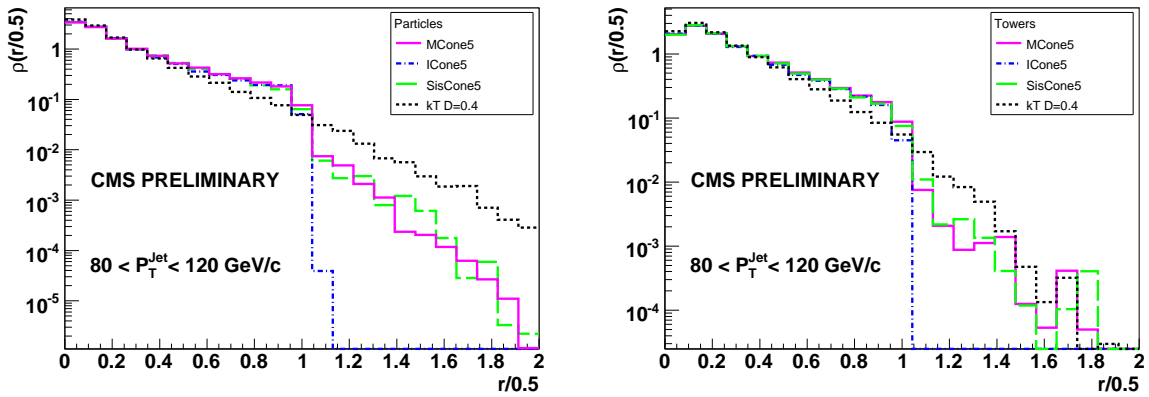 ρ(r/0.5)
1
10⁻¹
10⁻²
10⁻³
10⁻⁴
10⁻⁵
Particles
MCone5
ICone5
SisCone5
kT D=0.4
CMS PRELIMINARY
80 < P_T^Jet < 120 GeV/c
0 0.2 0.4 0.6 0.8 1 1.2 1.4 1.6 1.8 2
r/0.5
ρ(r/0.5)
1
10⁻¹
10⁻²
10⁻³
10⁻⁴
Towers
MCone5
ICone5
SisCone5
kT D=0.4
CMS PRELIMINARY
80 < P_T^Jet < 120 GeV/c
0 0.2 0.4 0.6 0.8 1 1.2 1.4 1.6 1.8 2
r/0.5